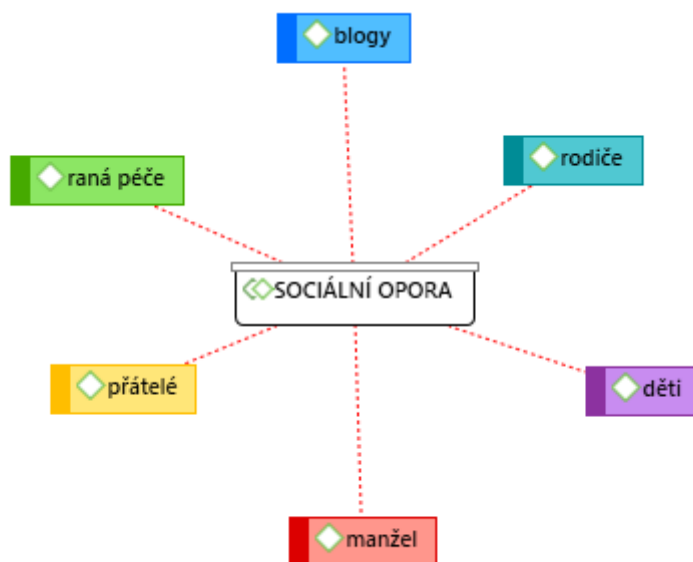 blogy
rodiče
raná péče
SOCIÁLNÍ OPORA
přátelé
děti
manžel